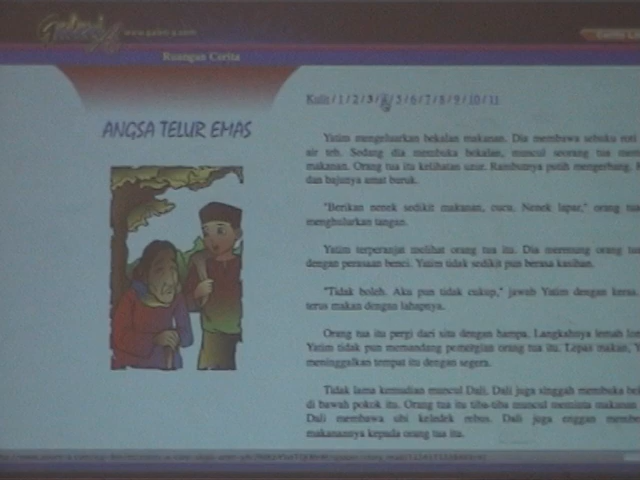 Ruangan Cerita
Kulit / 1 / 2 / 3 / 4 / 5 / 6 / 7 / 8 / 9 / 10 / 11
ANGSA TELUR EMAS
Yatim mengeluarkan bekalan makanan. Dia membawa sebuku roti
air teh. Sedang dia membuka bekalan, muncul seorang tua
makanan. Orang tua itu kelihatan uzur. Rambutnya putih mengerbang.
dan bajunya amat buruk.
"Berikan nenek sedikit makanan, cucu. Nenek lapar," orang tua
menghulurkan tangan.
Yatim terperanjat melihat orang tua itu. Dia merenung orang tua
dengan perasaan benci. Yatim tidak sedikit pun berasa kasihan.
"Tidak boleh. Aku pun tidak cukup," jawab Yatim dengan keras.
terus makan dengan lahapnya.
Orang tua itu pergi dari situ dengan hampa. Langkahnya lemah
Yatim tidak pun memandang pemergian orang tua itu. Lepas makan,
meninggalkan tempat itu dengan segera.
Tidak lama kemudian muncul Dali. Dali juga singgah membuka
di bawah pokok itu. Orang tua itu tiba-tiba muncul meminta makanan
Dali membawa ubi keledek rebus. Dali juga enggan
makanannya kepada orang tua itu.